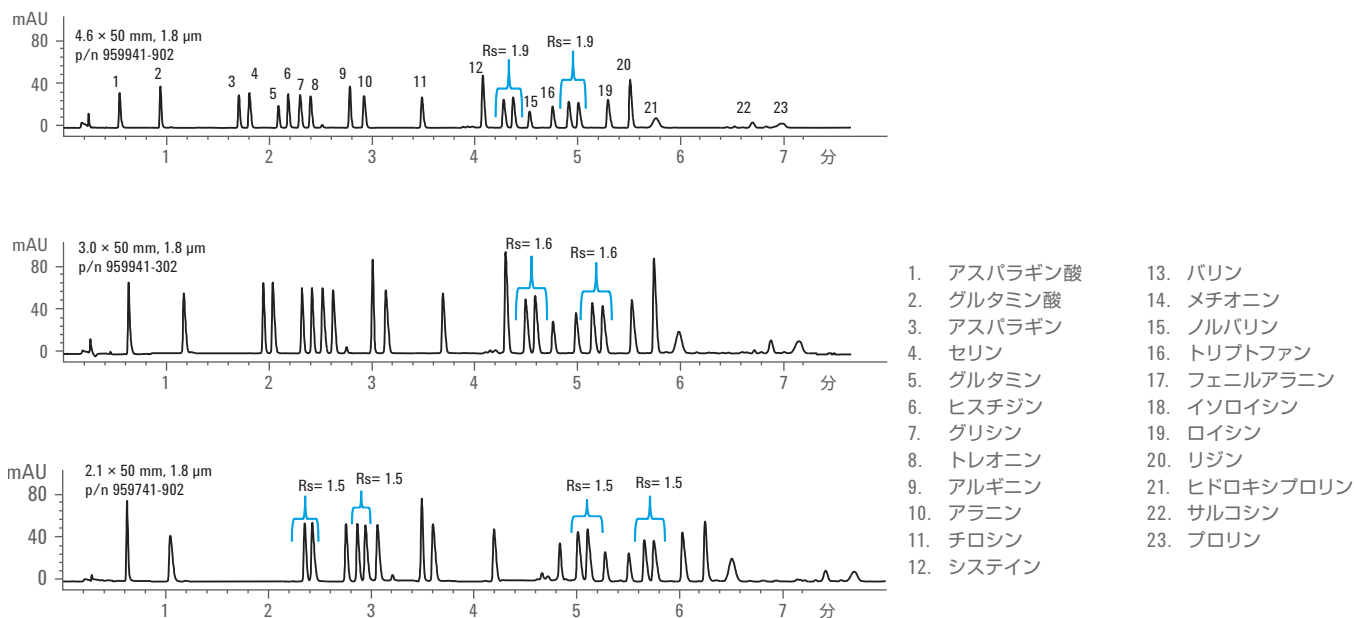 mAU
4.6 × 50 mm, 1.8 µm
p/n 959941-902
80
40
0
1 2 3 4 5 6 7 8 9 10 11 12 Rs= 1.9 15 16 Rs= 1.9 19 20 21 22 23
1 2 3 4 5 6 7 分
mAU
3.0 × 50 mm, 1.8 µm
p/n 959941-302
80
40
0
Rs= 1.6 Rs= 1.6
1 2 3 4 5 6 7 分
mAU
2.1 × 50 mm, 1.8 µm
p/n 959741-902
80
40
0
Rs= 1.5 Rs= 1.5 Rs= 1.5 Rs= 1.5
1 2 3 4 5 6 7 分
1. アスパラギン酸
2. グルタミン酸
3. アスパラギン
4. セリン
5. グルタミン
6. ヒスチジン
7. グリシン
8. トレオニン
9. アルギニン
10. アラニン
11. チロシン
12. システイン
13. バリン
14. メチオニン
15. ノルバリン
16. トリプトファン
17. フェニルアラニン
18. イソロイシン
19. ロイシン
20. リジン
21. ヒドロキシプロリン
22. サルコシン
23. プロリン